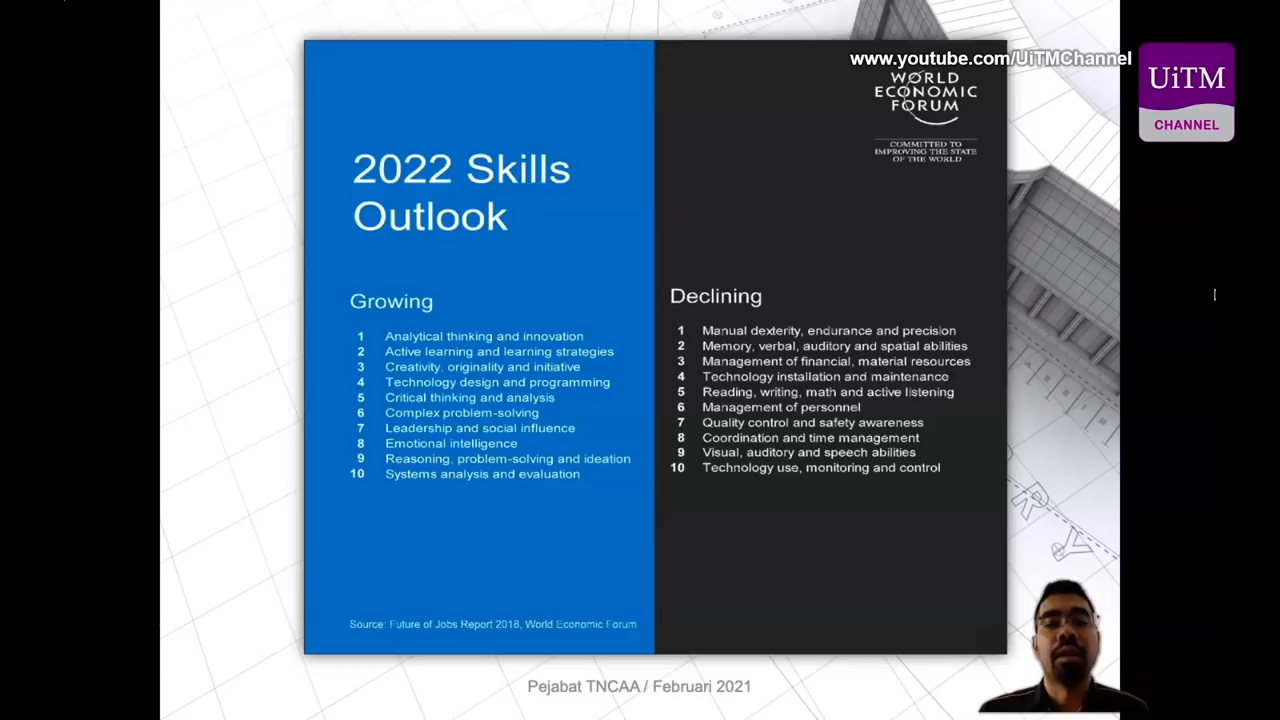 www.youtube.com/UiTMChannel
UiTM
CHANNEL
WORLD
ECONOMIC
FORUM
COMMITTED TO
IMPROVING THE STATE
OF THE WORLD
2022 Skills
Outlook
Growing
1 Analytical thinking and innovation
2 Active learning and learning strategies
3 Creativity, originality and initiative
4 Technology design and programming
5 Critical thinking and analysis
6 Complex problem-solving
7 Leadership and social influence
8 Emotional intelligence
9 Reasoning, problem-solving and ideation
10 Systems analysis and evaluation
Declining
1 Manual dexterity, endurance and precision
2 Memory, verbal, auditory and spatial abilities
3 Management of financial, material resources
4 Technology installation and maintenance
5 Reading, writing, math and active listening
6 Management of personnel
7 Quality control and safety awareness
8 Coordination and time management
9 Visual, auditory and speech abilities
10 Technology use, monitoring and control
Source: Future of Jobs Report 2018, World Economic Forum
Pejabat TNCAA / Februari 2021